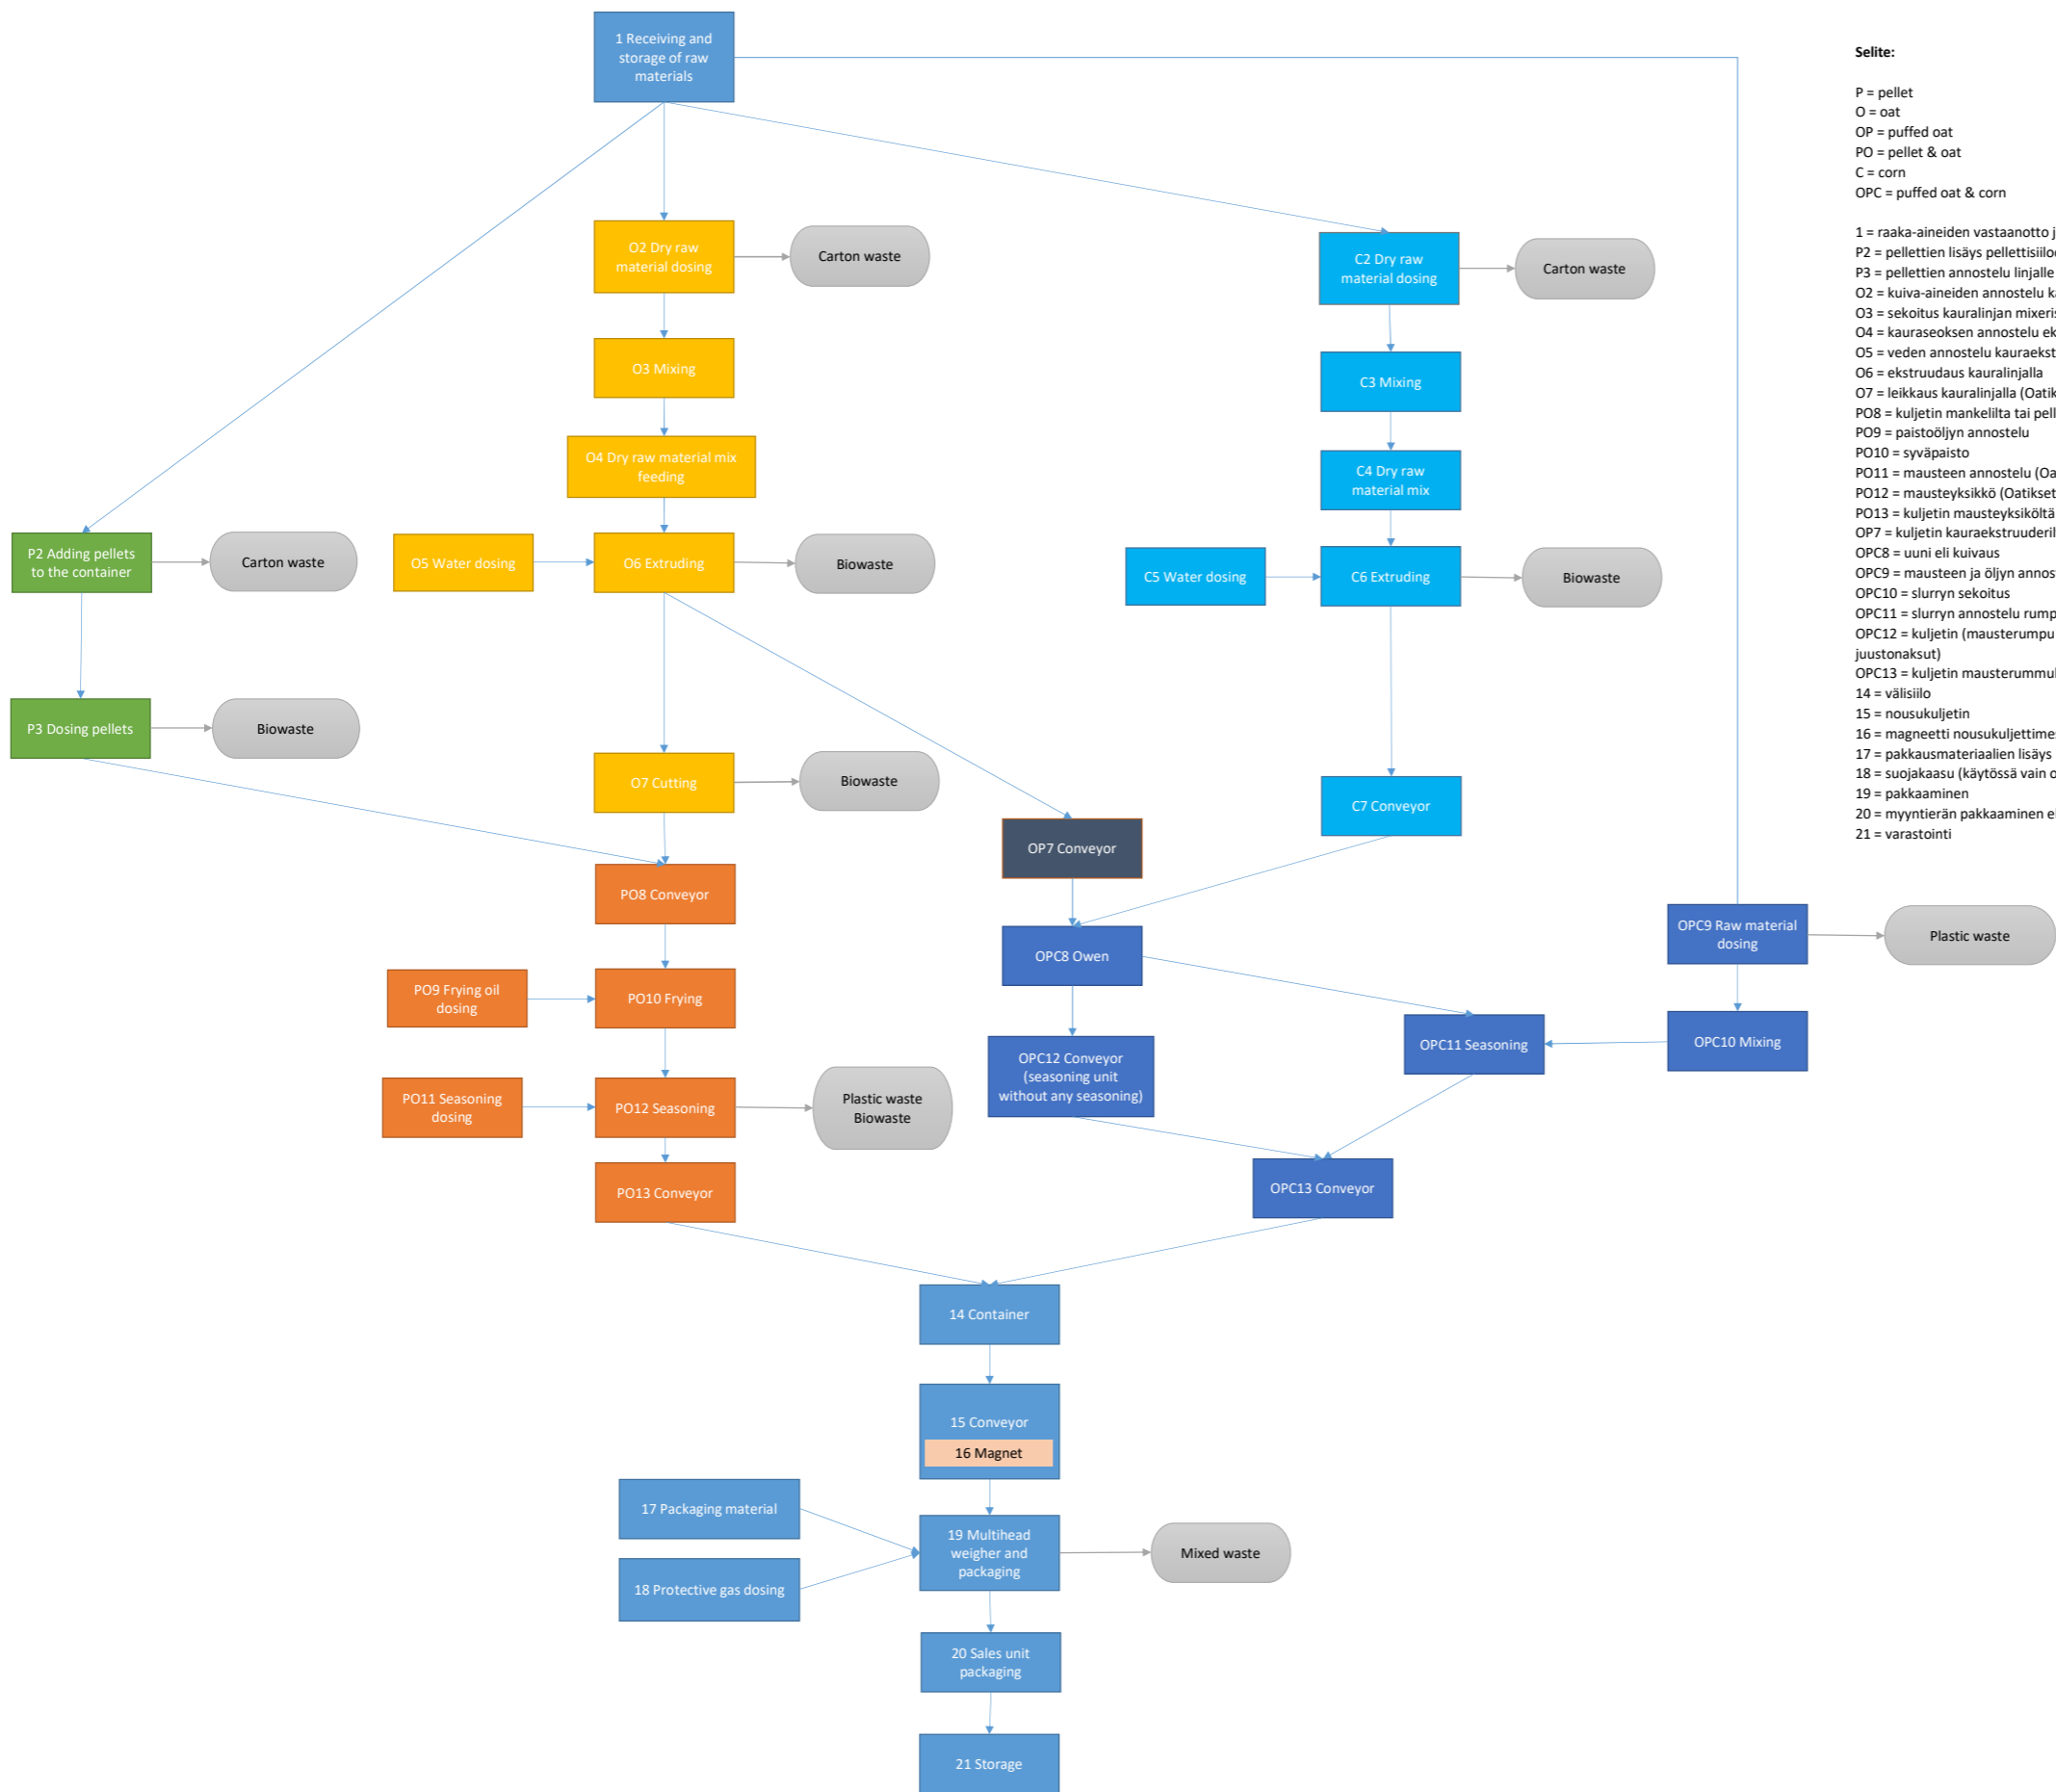 1 Receiving and
storage of raw
materials
O2 Dry raw
material dosing
Carton waste
C2 Dry raw
material dosing
Carton waste
O3 Mixing
C3 Mixing
O4 Dry raw material mix
feeding
C4 Dry raw
material mix
P2 Adding pellets
to the container
Carton waste
O5 Water dosing
O6 Extruding
Biowaste
C5 Water dosing
C6 Extruding
Biowaste
P3 Dosing pellets
Biowaste
O7 Cutting
Biowaste
C7 Conveyor
OP7 Conveyor
PO8 Conveyor
OPC8 Owen
OPC9 Raw material
dosing
Plastic waste
PO9 Frying oil
dosing
PO10 Frying
OPC12 Conveyor
(seasoning unit
without any seasoning)
OPC11 Seasoning
OPC10 Mixing
PO11 Seasoning
dosing
PO12 Seasoning
Plastic waste
Biowaste
PO13 Conveyor
OPC13 Conveyor
14 Container
15 Conveyor
16 Magnet
17 Packaging material
18 Protective gas dosing
19 Multihead
weigher and
packaging
Mixed waste
20 Sales unit
packaging
21 Storage
Selite:
P = pellet
O = oat
OP = puffed oat
PO = pellet & oat
C = corn
OPC = puffed oat & corn
1 = raaka-aineiden vastaanotto
P2 = pellettien lisäys
P3 = pellettien annostelu linjalle
O2 = kuiva-aineiden annostelu
O3 = sekoitus kauralinjan
O4 = kauraseoksen annostelu
O5 = veden annostelu
O6 = ekstruudaus kauralinjalla
O7 = leikkaus kauralinjalla
PO8 = kuljetin mankelilta tai
PO9 = paistoöljyn annostelu
PO10 = syväpaisto
PO11 = mausteen annostelu
PO12 = mausteyksikkö (Oatikset
PO13 = kuljetin mausteyksiköltä
OP7 = kuljetin
OPC8 = uuni eli kuivaus
OPC9 = mausteen ja öljyn
OPC10 = slurryn sekoitus
OPC11 = slurryn annostelu
OPC12 = kuljetin (mausterumpu
juustonaksut)
OPC13 = kuljetin
14 = välisiilo
15 = nousukuljetin
16 = magneetti
17 = pakkausmateriaalien lisäys
18 = suojakaasu (käytössä vain
19 = pakkaaminen
20 = myyntierän pakkaaminen
21 = varastointi